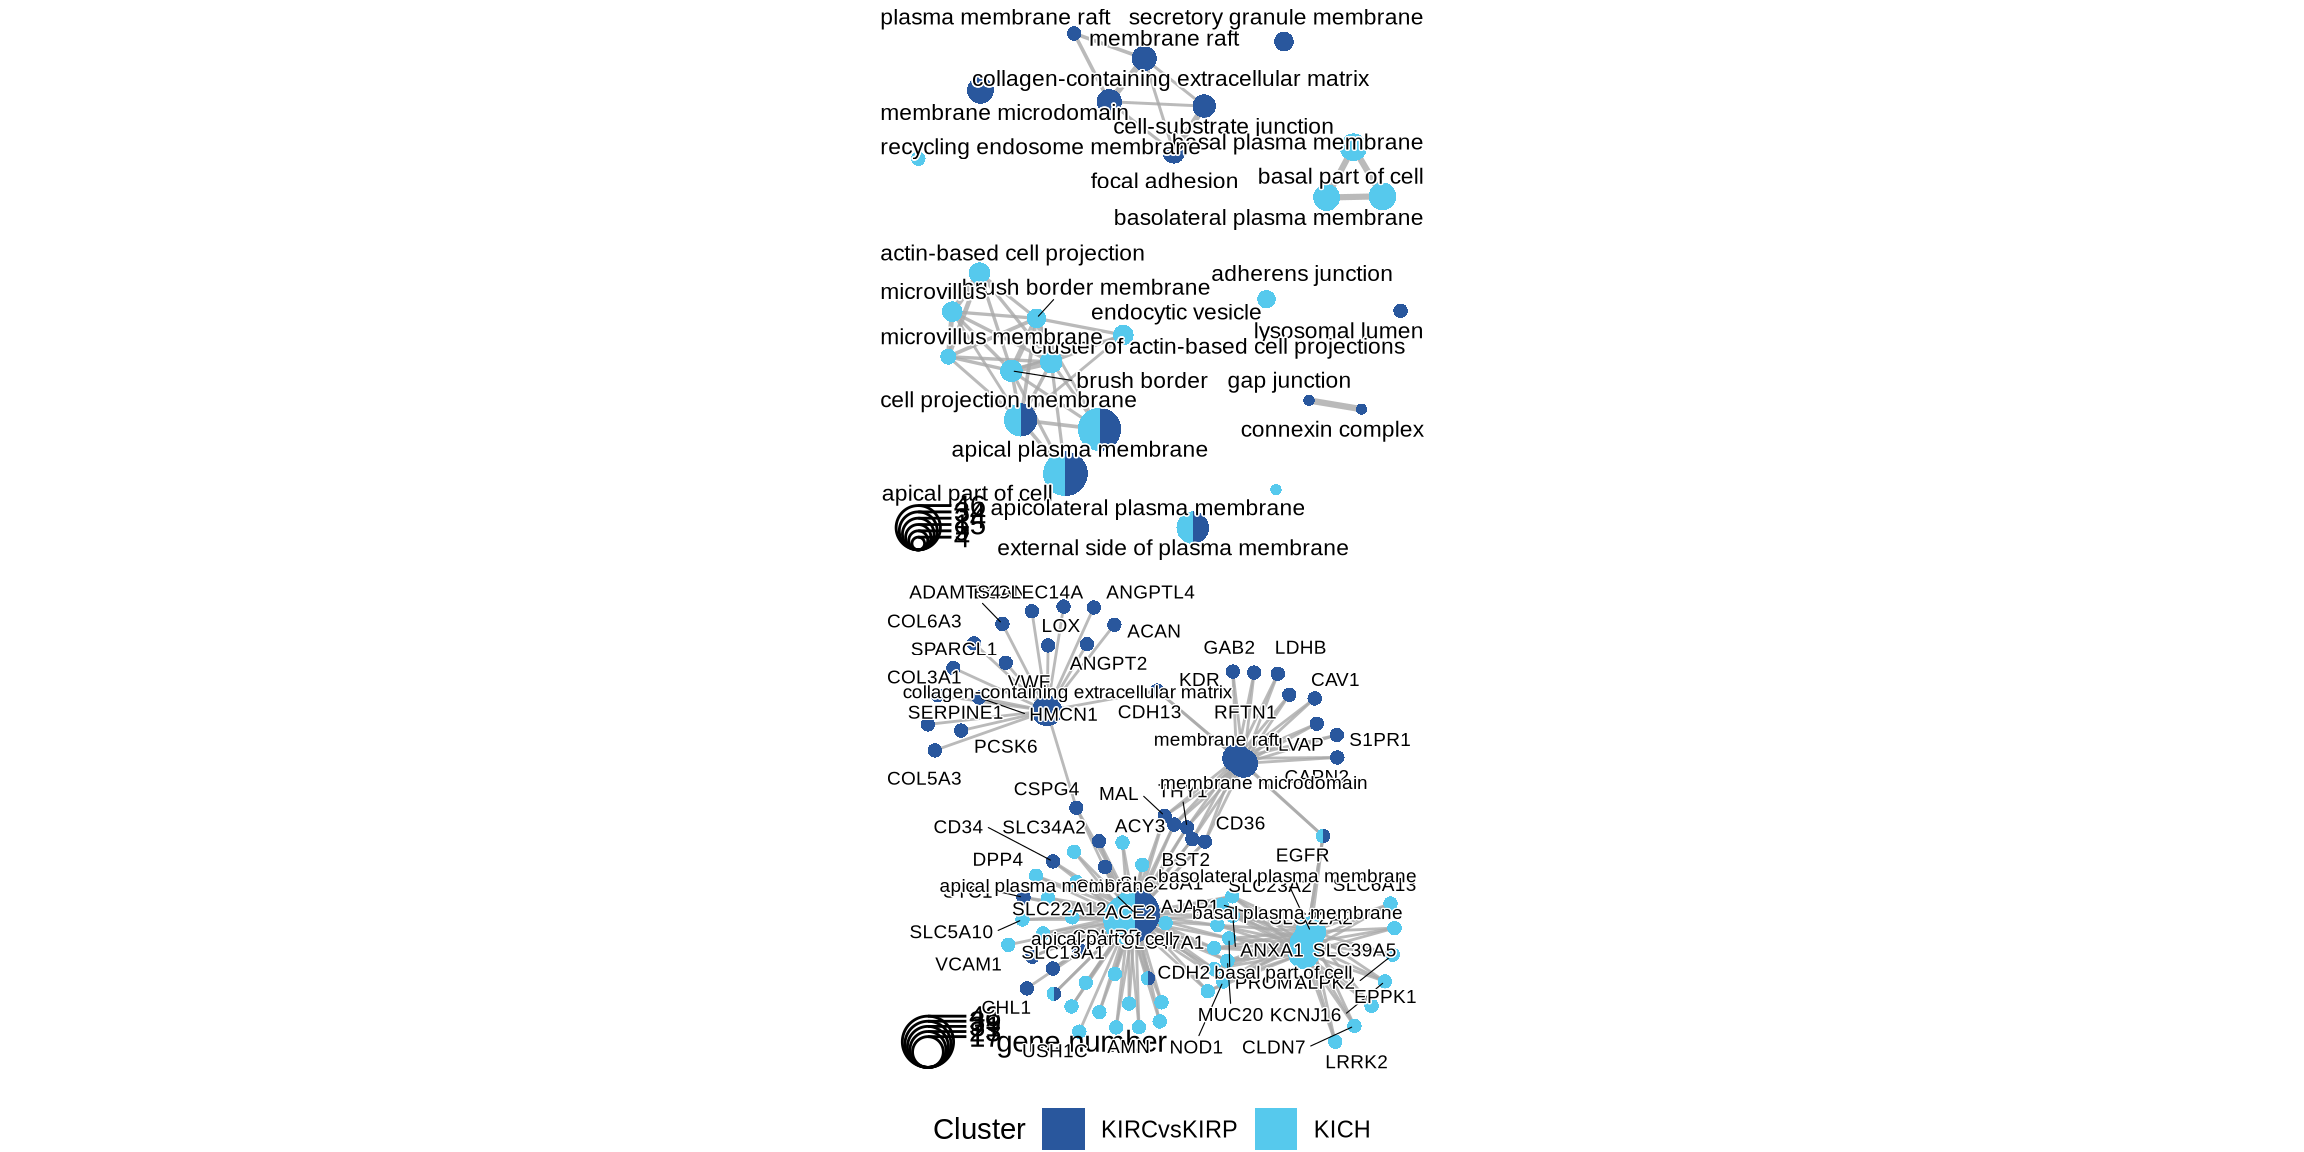 plasma membrane raft
secretory granule membrane
membrane raft
collagen-containing extracellular matrix
membrane microdomain
cell-substrate junction
basal plasma membrane
recycling endosome membrane
focal adhesion
basal part of cell
basolateral plasma membrane
actin-based cell projection
adherens junction
brush border membrane
microvillus
endocytic vesicle
lysosomal lumen
microvillus membrane
cluster of actin-based cell projections
brush border
gap junction
cell projection membrane
connexin complex
apical plasma membrane
apical part of cell
apicolateral plasma membrane
4
external side of plasma membrane
ADAMTS4
CLEC14A
ANGPTL4
COL6A3
LOX
ACAN
SPARCL1
GAB2
LDHB
ANGPT2
COL3A1
VWF
KDR
CAV1
collagen-containing extracellular matrix
SERPINE1
HMCN1
CDH13
RFTN1
PCSK6
membrane raft
PLVAP
S1PR1
COL5A3
CAPN2
membrane microdomain
CSPG4
MAL
THY1
CD34
SLC34A2
ACY3
CD36
DPP4
BST2
EGFR
basolateral plasma membrane
apical plasma membrane
SLC28A1
SLC23A2
SLC6A13
SLC22A12
ACE2
AJAP1
basal plasma membrane
SLC22A2
SLC5A10
apical part of cell
SLC13A1
ANXA1
SLC39A5
VCAM1
CDH2
basal part of cell
PROM1
ALPK2
EPPK1
CHL1
MUC20
KCNJ16
17
gene number
USH1C
AMN
NOD1
CLDN7
LRRK2
Cluster
KIRCvsKIRP
KICH